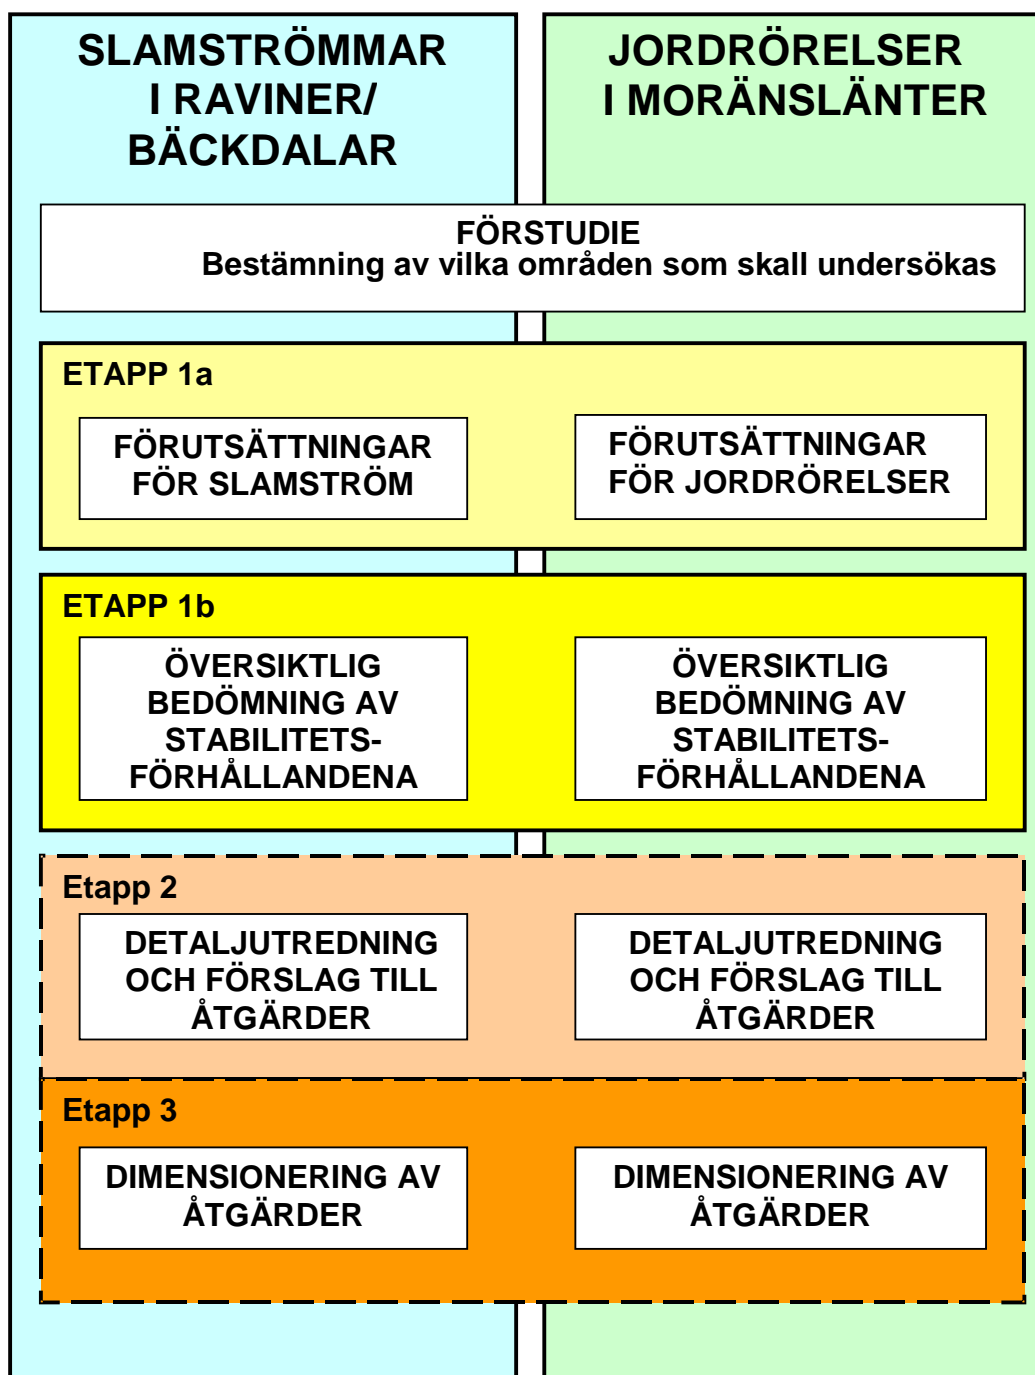 SLAMSTRÖMMAR
I RAVINER/
BÄCKDALAR
JORDRÖRELSER
I MORÄNSLÄNTER
FÖRSTUDIE
Bestämning av vilka områden som skall undersökas
ETAPP 1a
FÖRUTSÄTTNINGAR
FÖR SLAMSTRÖM
FÖRUTSÄTTNINGAR
FÖR JORDRÖRELSER
ETAPP 1b
ÖVERSIKTLIG
BEDÖMNING AV
STABILITETS-
FÖRHÅLLANDENA
ÖVERSIKTLIG
BEDÖMNING AV
STABILITETS-
FÖRHÅLLANDENA
Etapp 2
DETALJUTREDNING
OCH FÖRSLAG TILL
ÅTGÄRDER
DETALJUTREDNING
OCH FÖRSLAG TILL
ÅTGÄRDER
Etapp 3
DIMENSIONERING AV
ÅTGÄRDER
DIMENSIONERING AV
ÅTGÄRDER